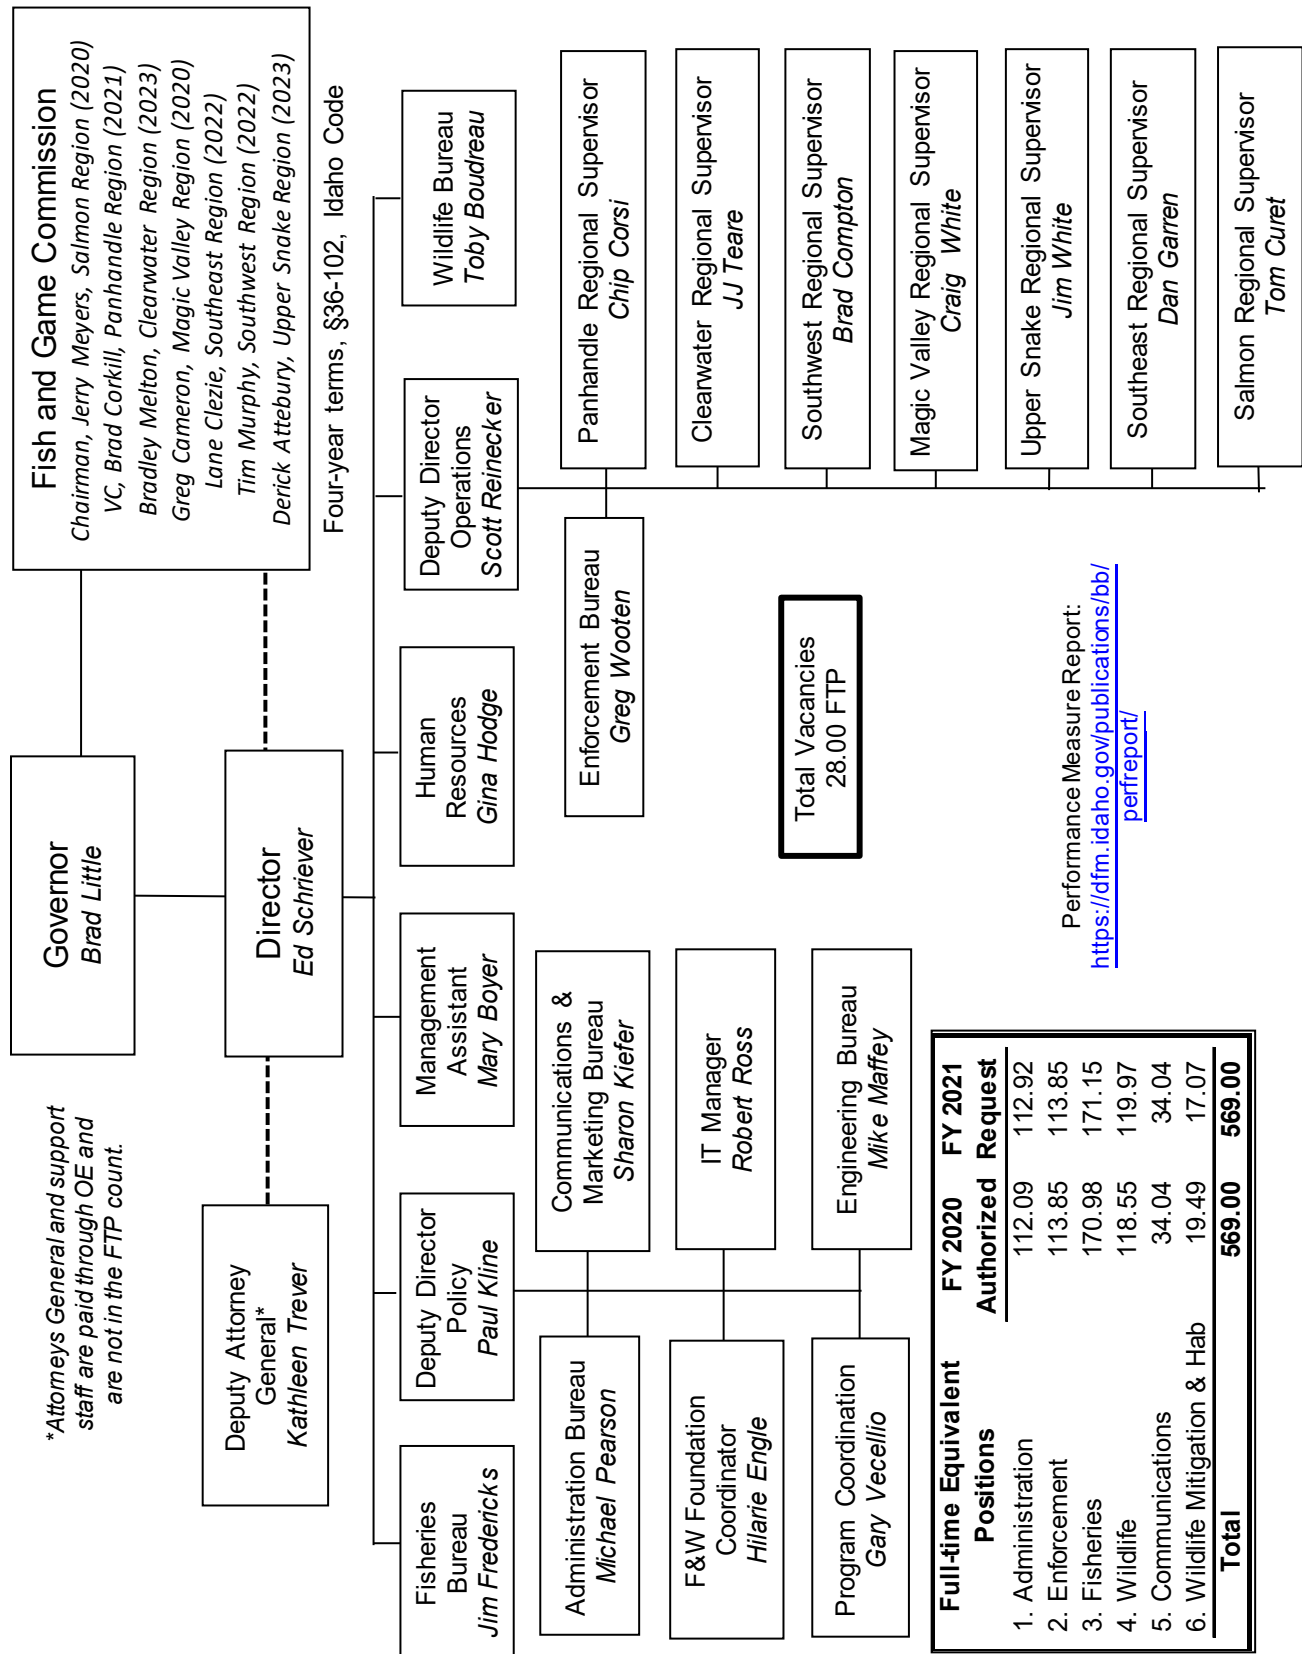 *Attorneys General and support
staff are paid through OE and
are not in the FTP count.
Governor
Brad Little
Fish and Game Commission
Chairman, Jerry Meyers, Salmon Region (2020)
VC, Brad Corkill, Panhandle Region (2021)
Bradley Melton, Clearwater Region (2023)
Greg Cameron, Magic Valley Region (2020)
Lane Clezie, Southeast Region (2022)
Tim Murphy, Southwest Region (2022)
Derick Attebury, Upper Snake Region (2023)
Four-year terms, §36-102, Idaho Code
Deputy Attorney
General*
Kathleen Trever
Director
Ed Schriever
Fisheries
Bureau
Jim Fredericks
Deputy Director
Policy
Paul Kline
Management
Assistant
Mary Boyer
Human
Resources
Gina Hodge
Deputy Director
Operations
Scott Reinecker
Wildlife Bureau
Toby Boudreau
Administration Bureau
Michael Pearson
Communications &
Marketing Bureau
Sharon Kiefer
F&W Foundation
Coordinator
Hilarie Engle
IT Manager
Robert Ross
Program Coordination
Gary Vecellio
Engineering Bureau
Mike Maffey
Enforcement Bureau
Greg Wooten
Panhandle Regional Supervisor
Chip Corsi
Clearwater Regional Supervisor
JJ Teare
Southwest Regional Supervisor
Brad Compton
Magic Valley Regional Supervisor
Craig White
Upper Snake Regional Supervisor
Jim White
Southeast Regional Supervisor
Dan Garren
Salmon Regional Supervisor
Tom Curet
Total Vacancies
28.00 FTP
Full-time Equivalent FY 2020 FY 2021
Positions Authorized Request
1. Administration 112.09 112.92
2. Enforcement 113.85 113.85
3. Fisheries 170.98 171.15
4. Wildlife 118.55 119.97
5. Communications 34.04 34.04
6. Wildlife Mitigation & Hab 19.49 17.07
Total 569.00 569.00
Performance Measure Report:
https://dfm.idaho.gov/publications/bb/
perfreport/